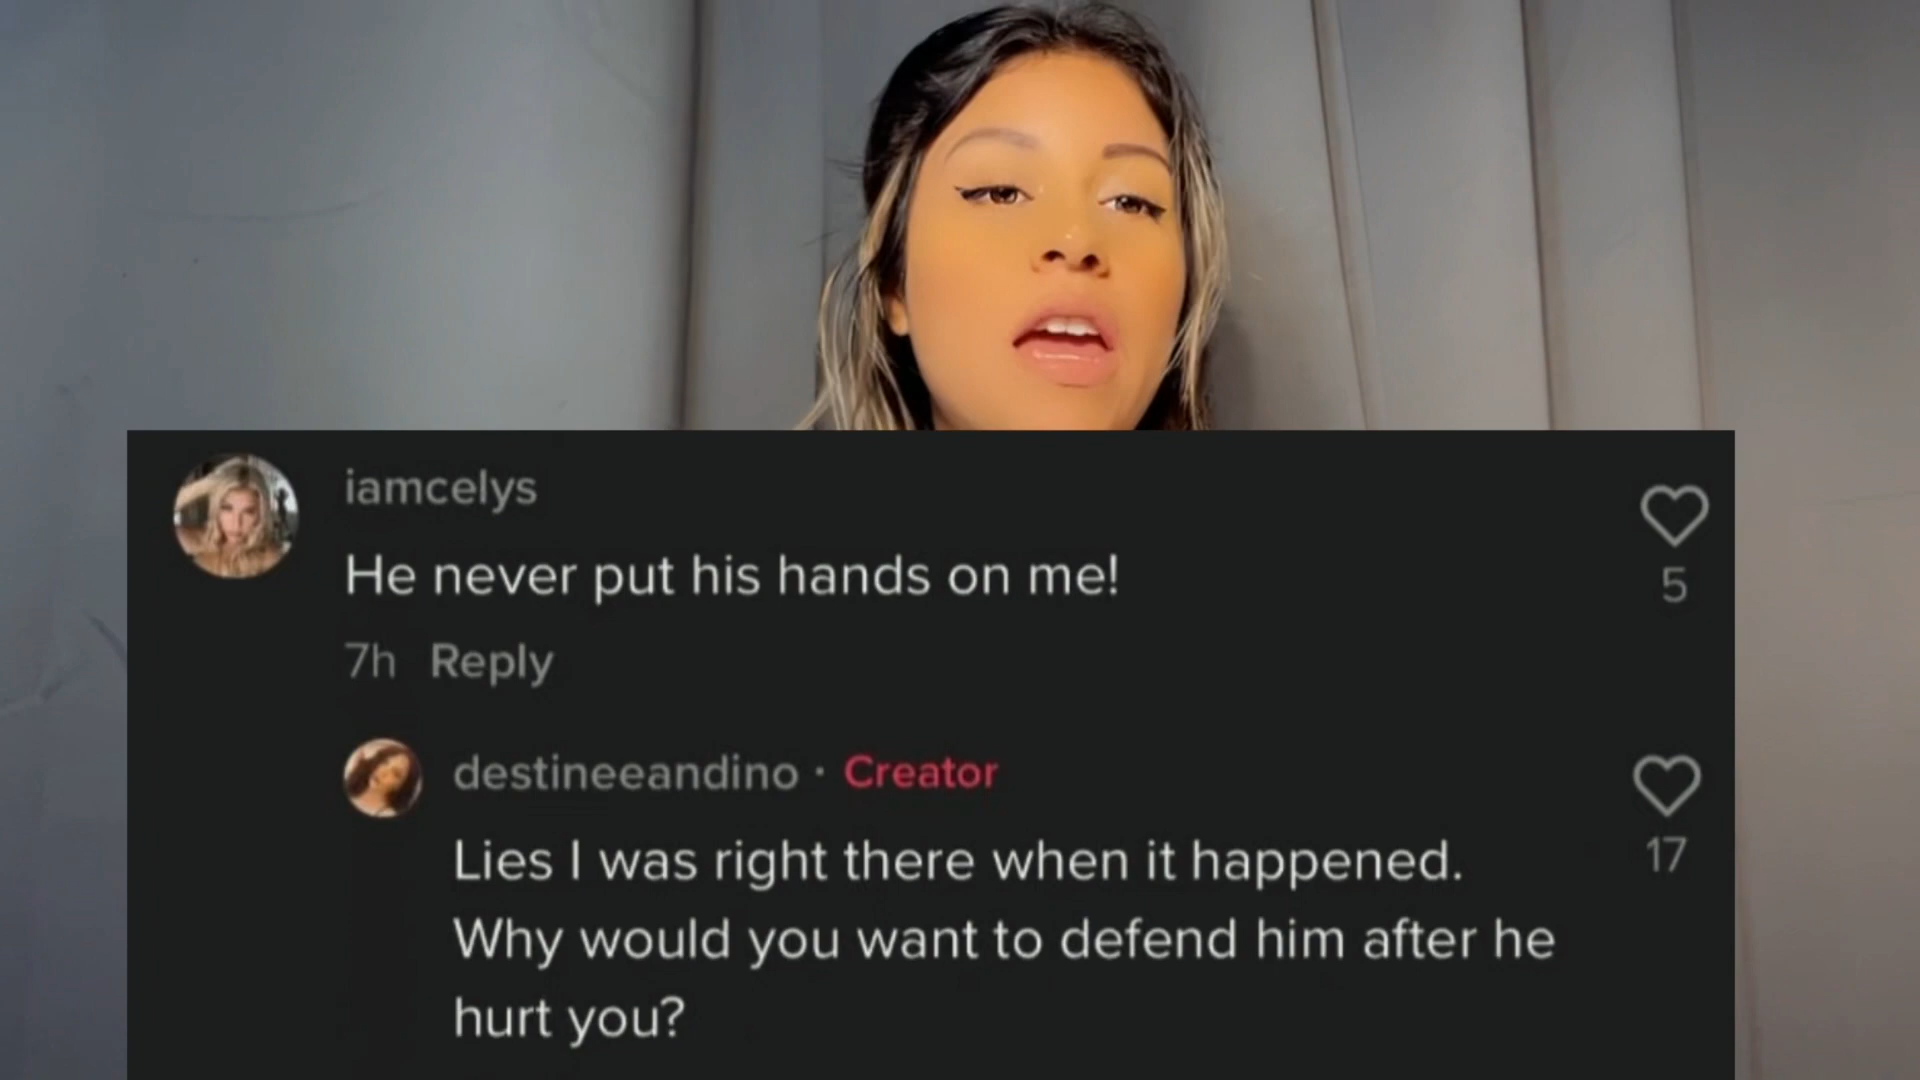 iamcelys
He never put his hands on me!
5
7h Reply
destineeandino · Creator
Lies I was right there when it happened.
17
Why would you want to defend him after he
hurt you?